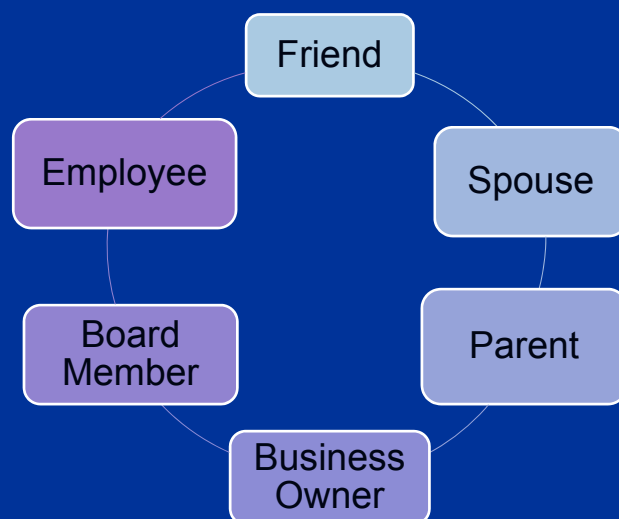 Friend
Spouse
Parent
Business
Owner
Board
Member
Employee